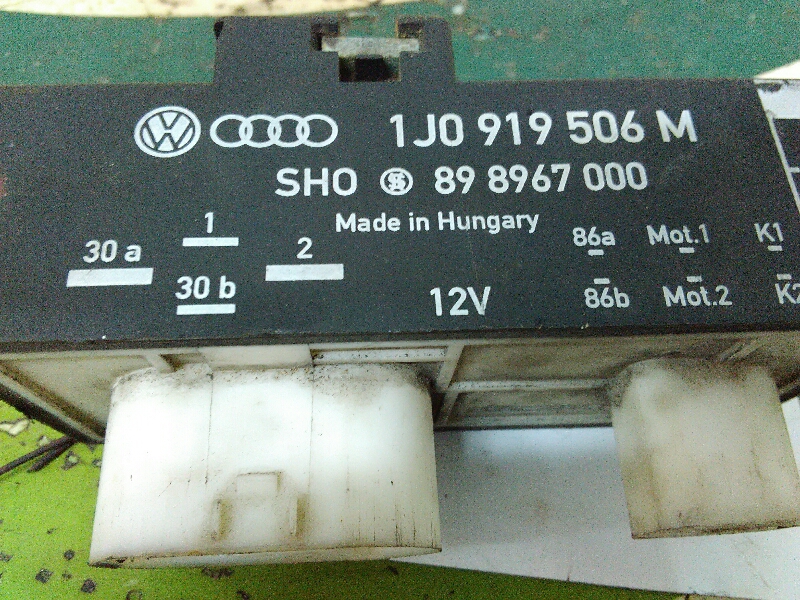 1J0 919 506 M
SHO 89 8967 000
Made in Hungary
30 a 1 2 86a Mot.1 K1
30 b 12V 86b Mot.2 K2